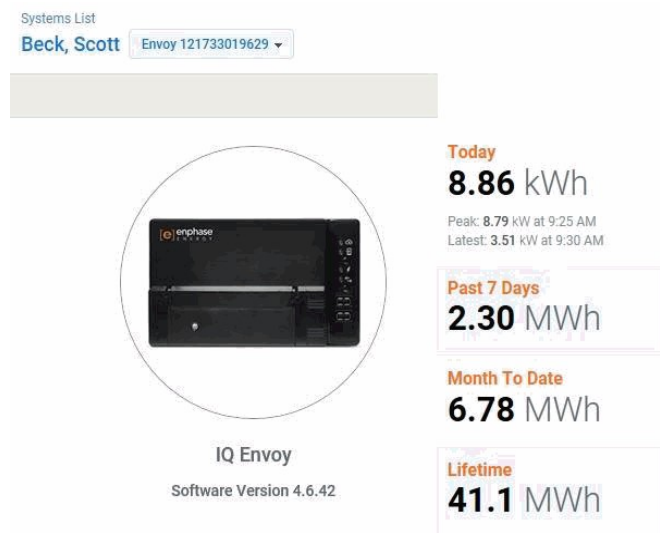 Systems List
Beck, Scott Envoy 121733019629
enphase
ENERGY
IQ Envoy
Software Version 4.6.42
Today
8.86 kWh
Peak: 8.79 kW at 9:25 AM
Latest: 3.51 kW at 9:30 AM
Past 7 Days
2.30 MWh
Month To Date
6.78 MWh
Lifetime
41.1 MWh